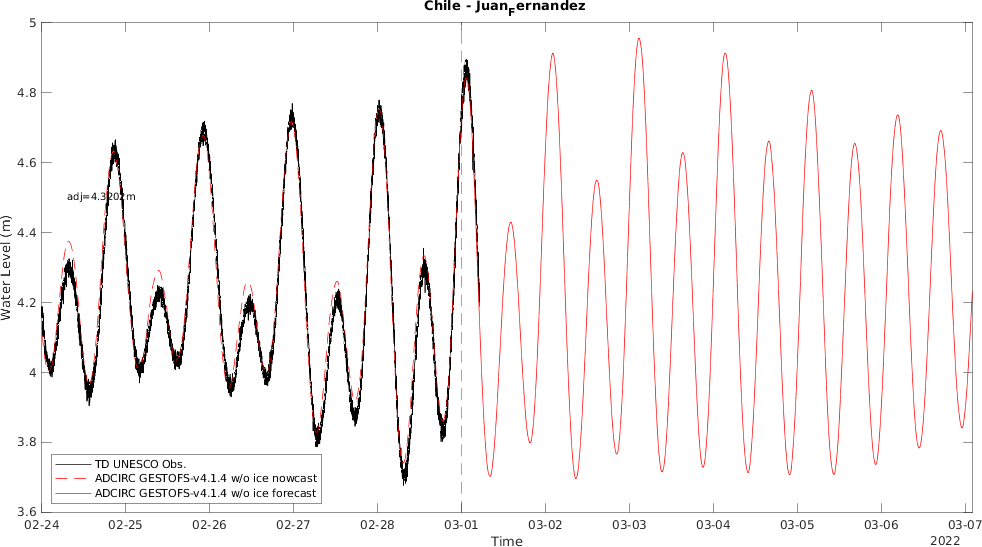 Chile - Juan_Fernandez
5
4.8
4.6
4.4
4.2
4
3.8
3.6
Water Level (m)
adj=4.3202m
TD UNESCO Obs.
ADCIRC GESTOFS-v4.1.4 w/o ice nowcast
ADCIRC GESTOFS-v4.1.4 w/o ice forecast
02-24 02-25 02-26 02-27 02-28 03-01 03-02 03-03 03-04 03-05 03-06 03-07
Time
2022